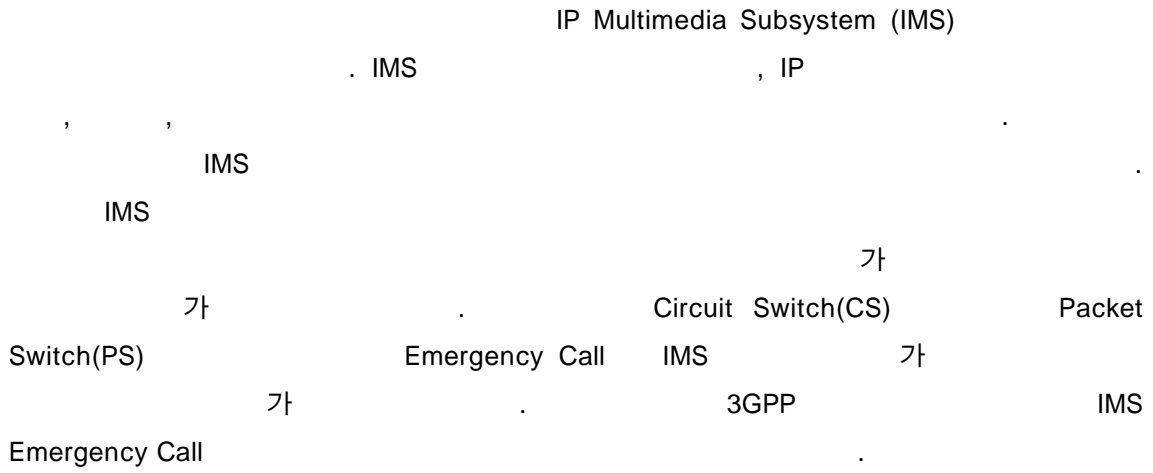 IP Multimedia Subsystem (IMS)
. IMS , IP
, , .
IMS .
IMS
가
가 . Circuit Switch(CS) Packet
Switch(PS) Emergency Call IMS 가
가 . 3GPP IMS
Emergency Call .